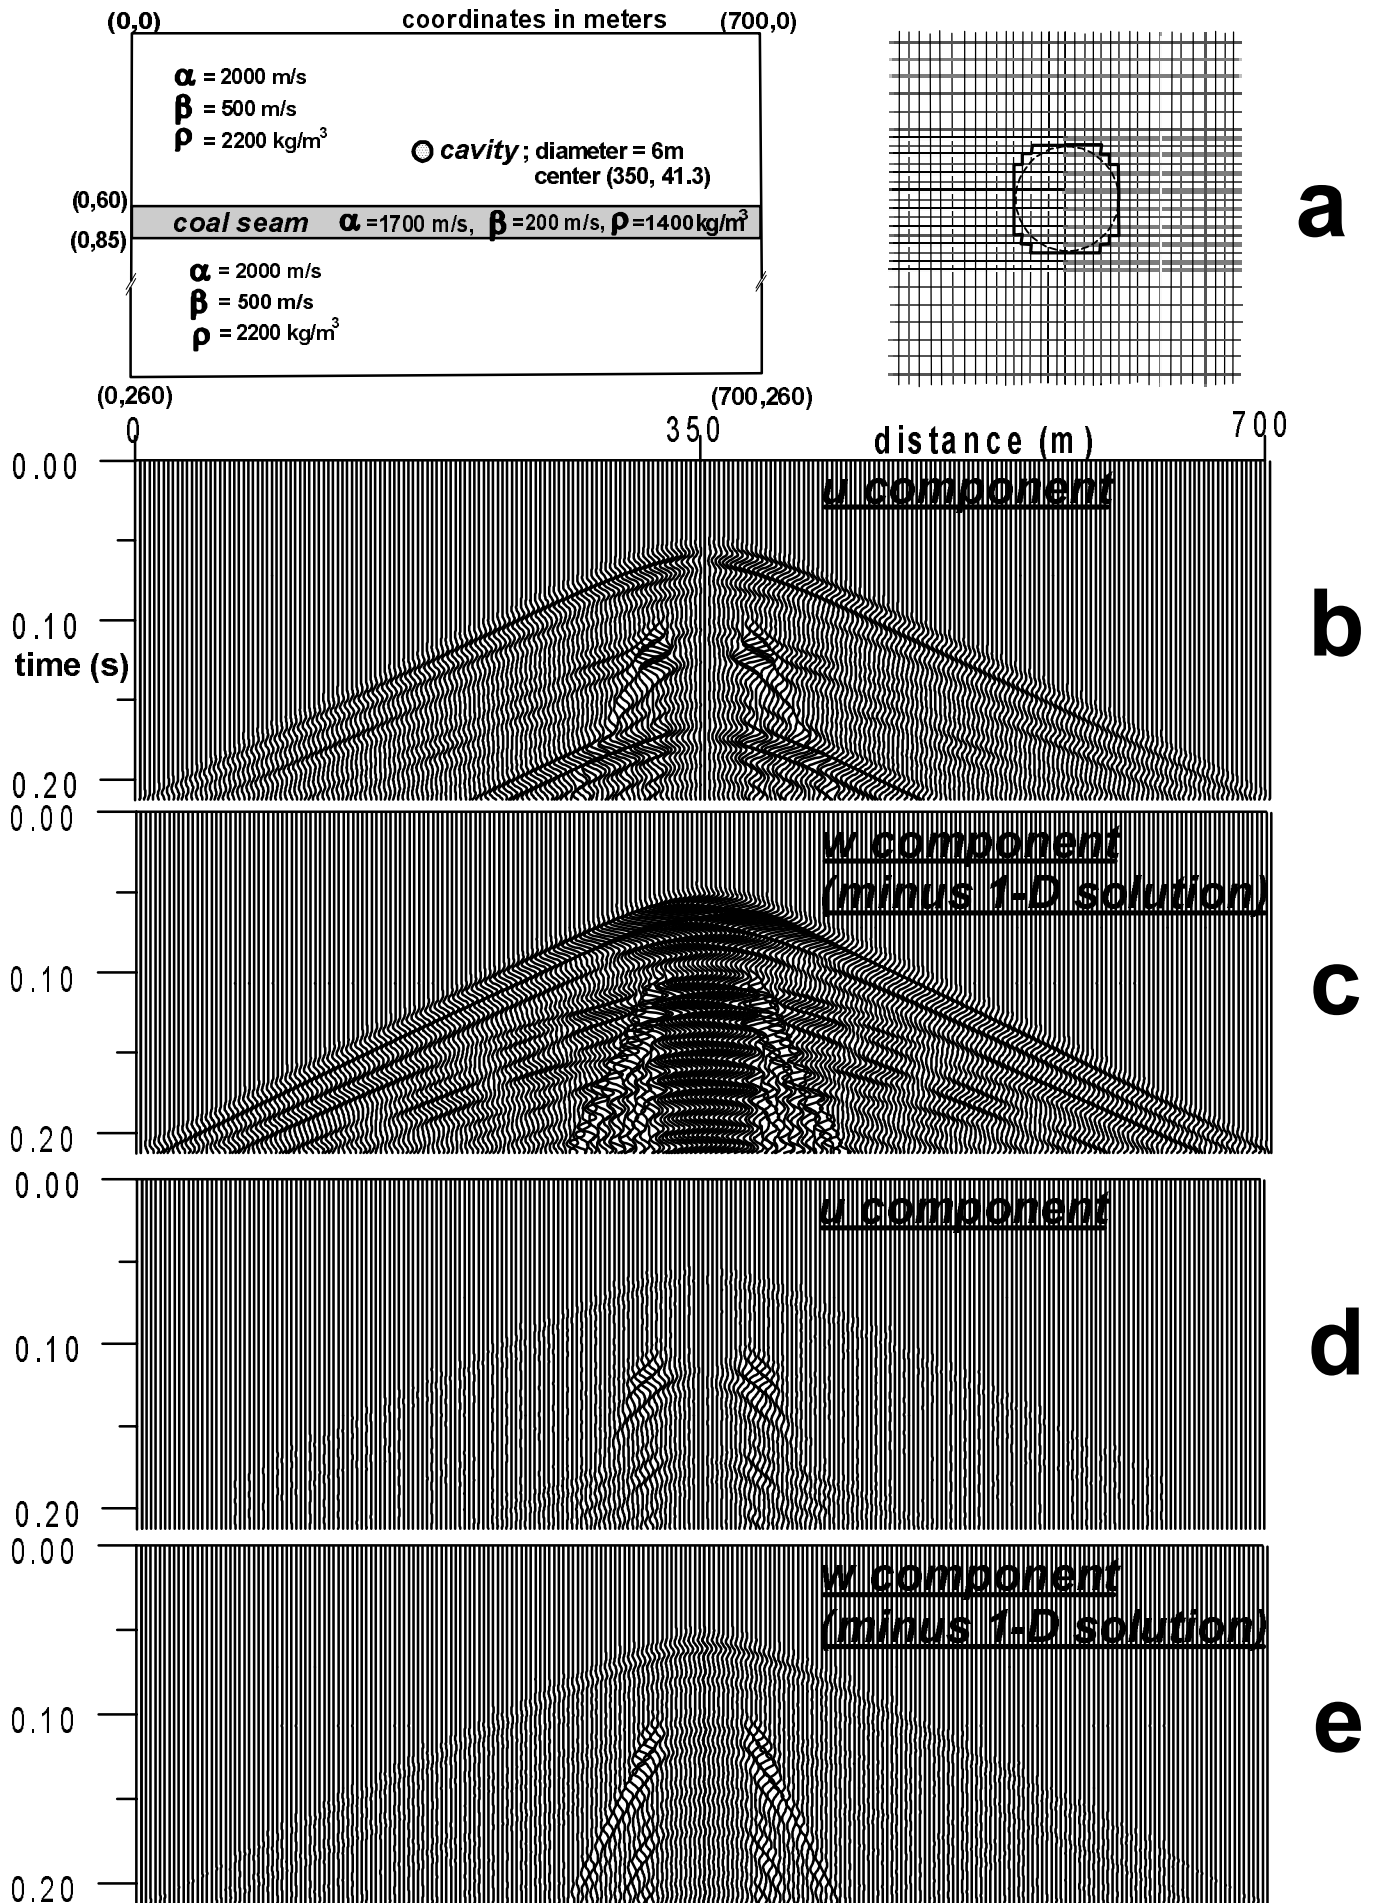 (0,0) coordinates in meters (700,0)
α = 2000 m/s
β = 500 m/s
ρ = 2200 kg/m³
cavity ; diameter = 6m
center (350, 41.3)
(0,60)
coal seam α =1700 m/s, β =200 m/s, ρ =1400kg/m³
(0,85)
α = 2000 m/s
β = 500 m/s
ρ = 2200 kg/m³
(0,260) (700,260)
a
0 350 distance (m) 700
0.00
u component
0.10
time (s)
0.20
b
0.00
w component
(minus 1-D solution)
0.10
0.20
c
0.00
u component
0.10
0.20
d
0.00
w component
(minus 1-D solution)
0.10
0.20
e